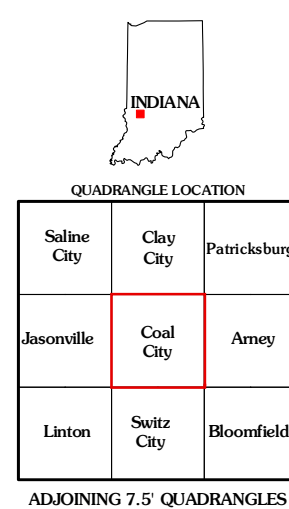 INDIANA
QUADRANGLE LOCATION
Saline City
Clay City
Patricksburg
Jasonville
Coal City
Arney
Linton
Switz City
Bloomfield
ADJOINING 7.5' QUADRANGLES